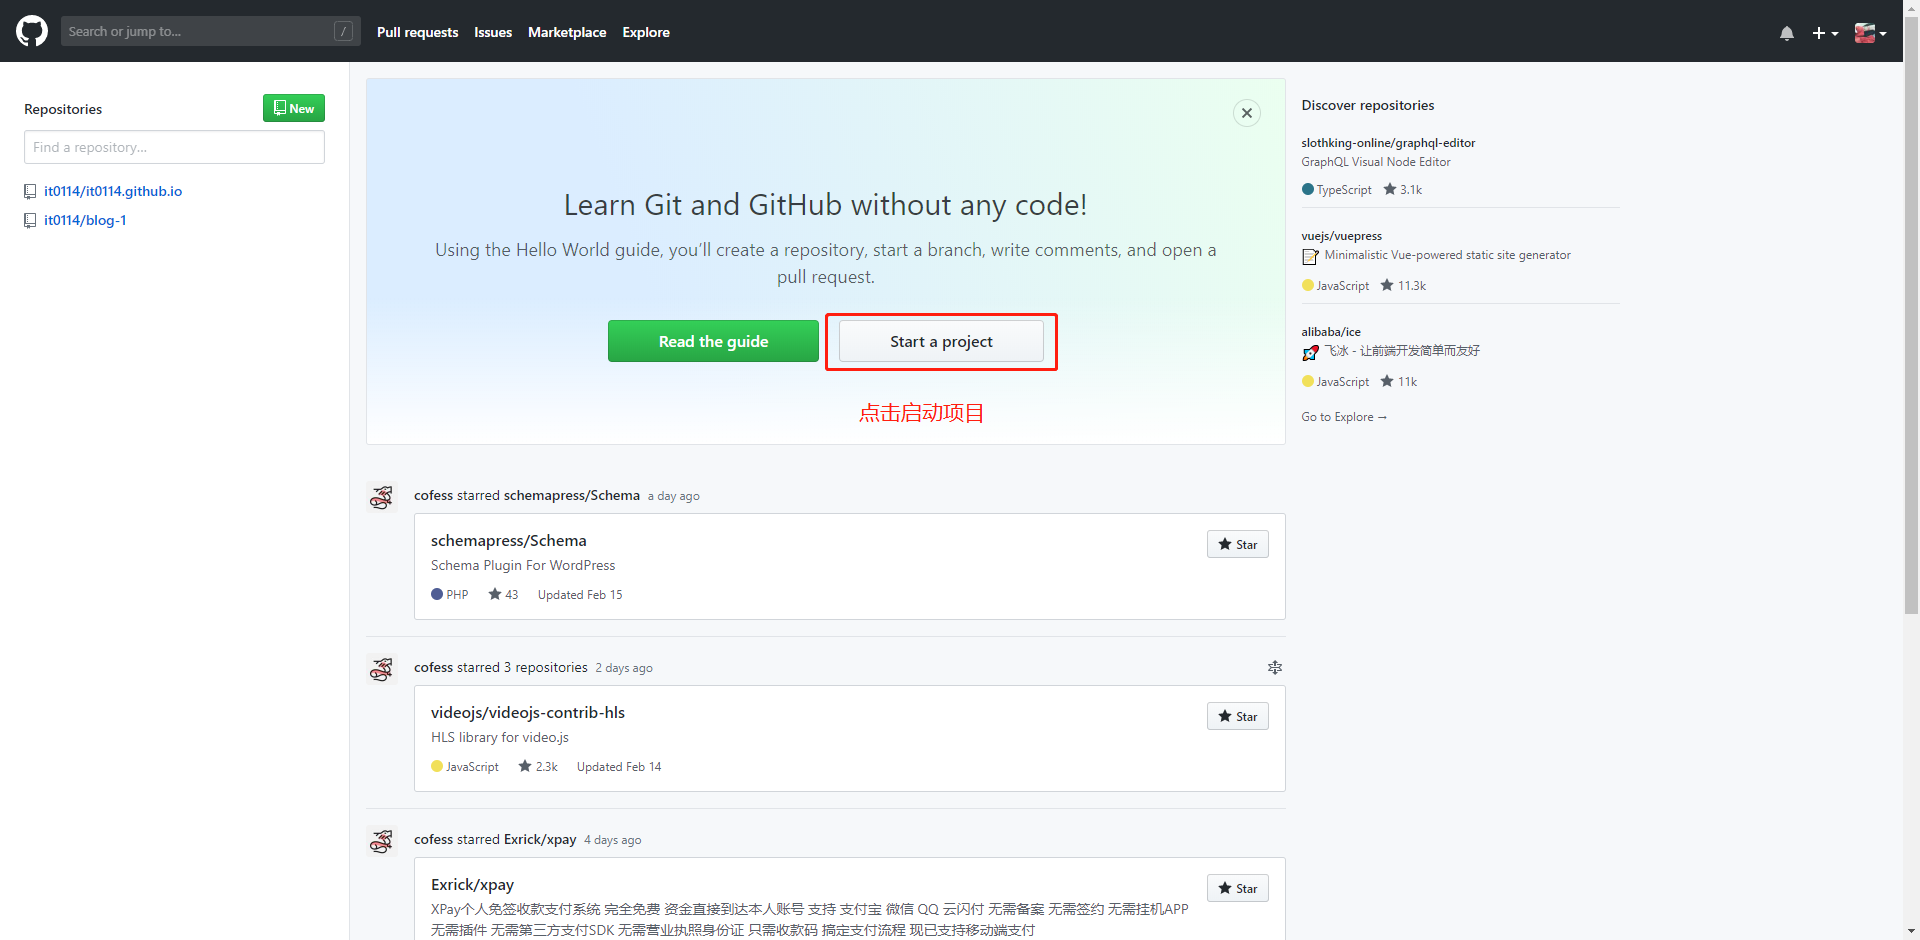 Search or jump to...
/
Pull requests
Issues
Marketplace
Explore
Repositories
New
Find a repository...
it0114/it0114.github.io
it0114/blog-1
Learn Git and GitHub without any code!
Using the Hello World guide, you’ll create a repository, start a branch, write comments, and open a
pull request.
Read the guide
Start a project
点击启动项目
cofess starred schemapress/Schema a day ago
schemapress/Schema
Star
Schema Plugin For WordPress
PHP 43 Updated Feb 15
cofess starred 3 repositories 2 days ago
videojs/videojs-contrib-hls
Star
HLS library for video.js
JavaScript 2.3k Updated Feb 14
cofess starred Exrick/xpay 4 days ago
Exrick/xpay
Star
XPay个人免签收款支付系统 完全免费 资金直接到达本人账号 支持 支付宝 微信 QQ 云闪付 无需备案 无需签约 无需挂机APP
无需插件 无需第三方支付SDK 无需营业执照身份证 只需收款码 搞定支付流程 现已支持移动端支付
Discover repositories
slothking-online/graphql-editor
GraphQL Visual Node Editor
TypeScript 3.1k
vuejs/vuepress
Minimalistic Vue-powered static site generator
JavaScript 11.3k
alibaba/ice
飞冰 - 让前端开发简单而友好
JavaScript 11k
Go to Explore →